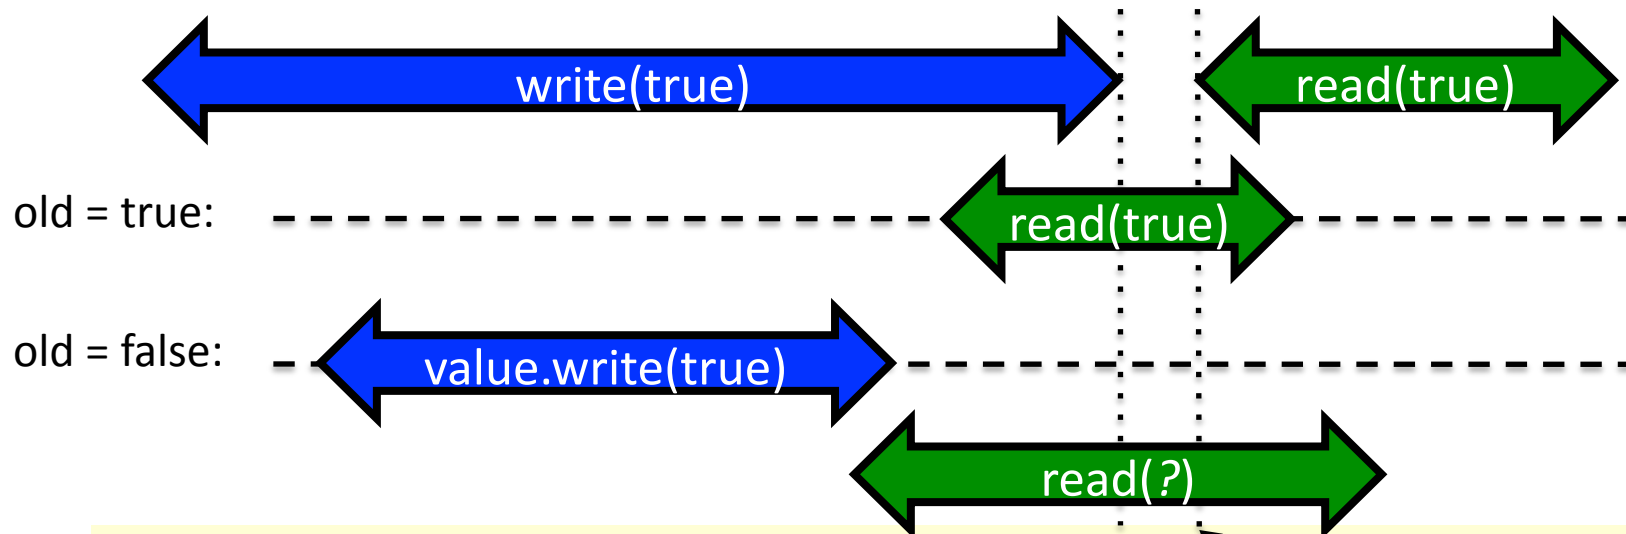 write(true)
read(true)
old = true:
read(true)
old = false:
value.write(true)
read(?)